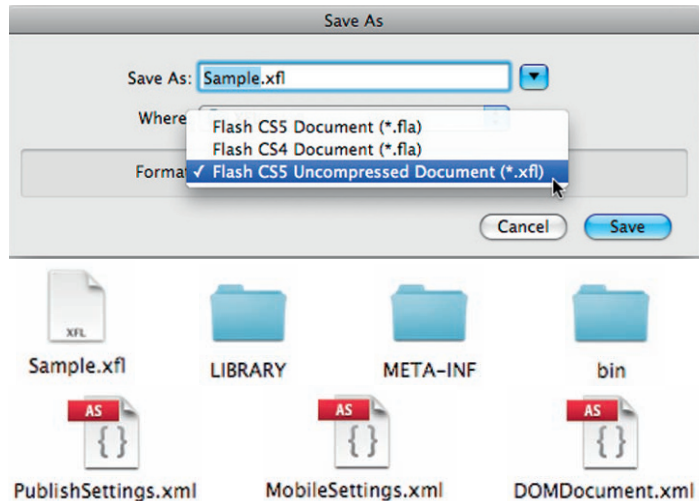 Save As
Save As: Sample.xfl
Where
Flash CS5 Document (*.fla)
Flash CS4 Document (*.fla)
Format ✓ Flash CS5 Uncompressed Document (*.xfl)
Cancel Save
XFL
Sample.xfl LIBRARY META-INF bin
AS AS AS
{ } { } { }
PublishSettings.xml MobileSettings.xml DOMDocument.xml